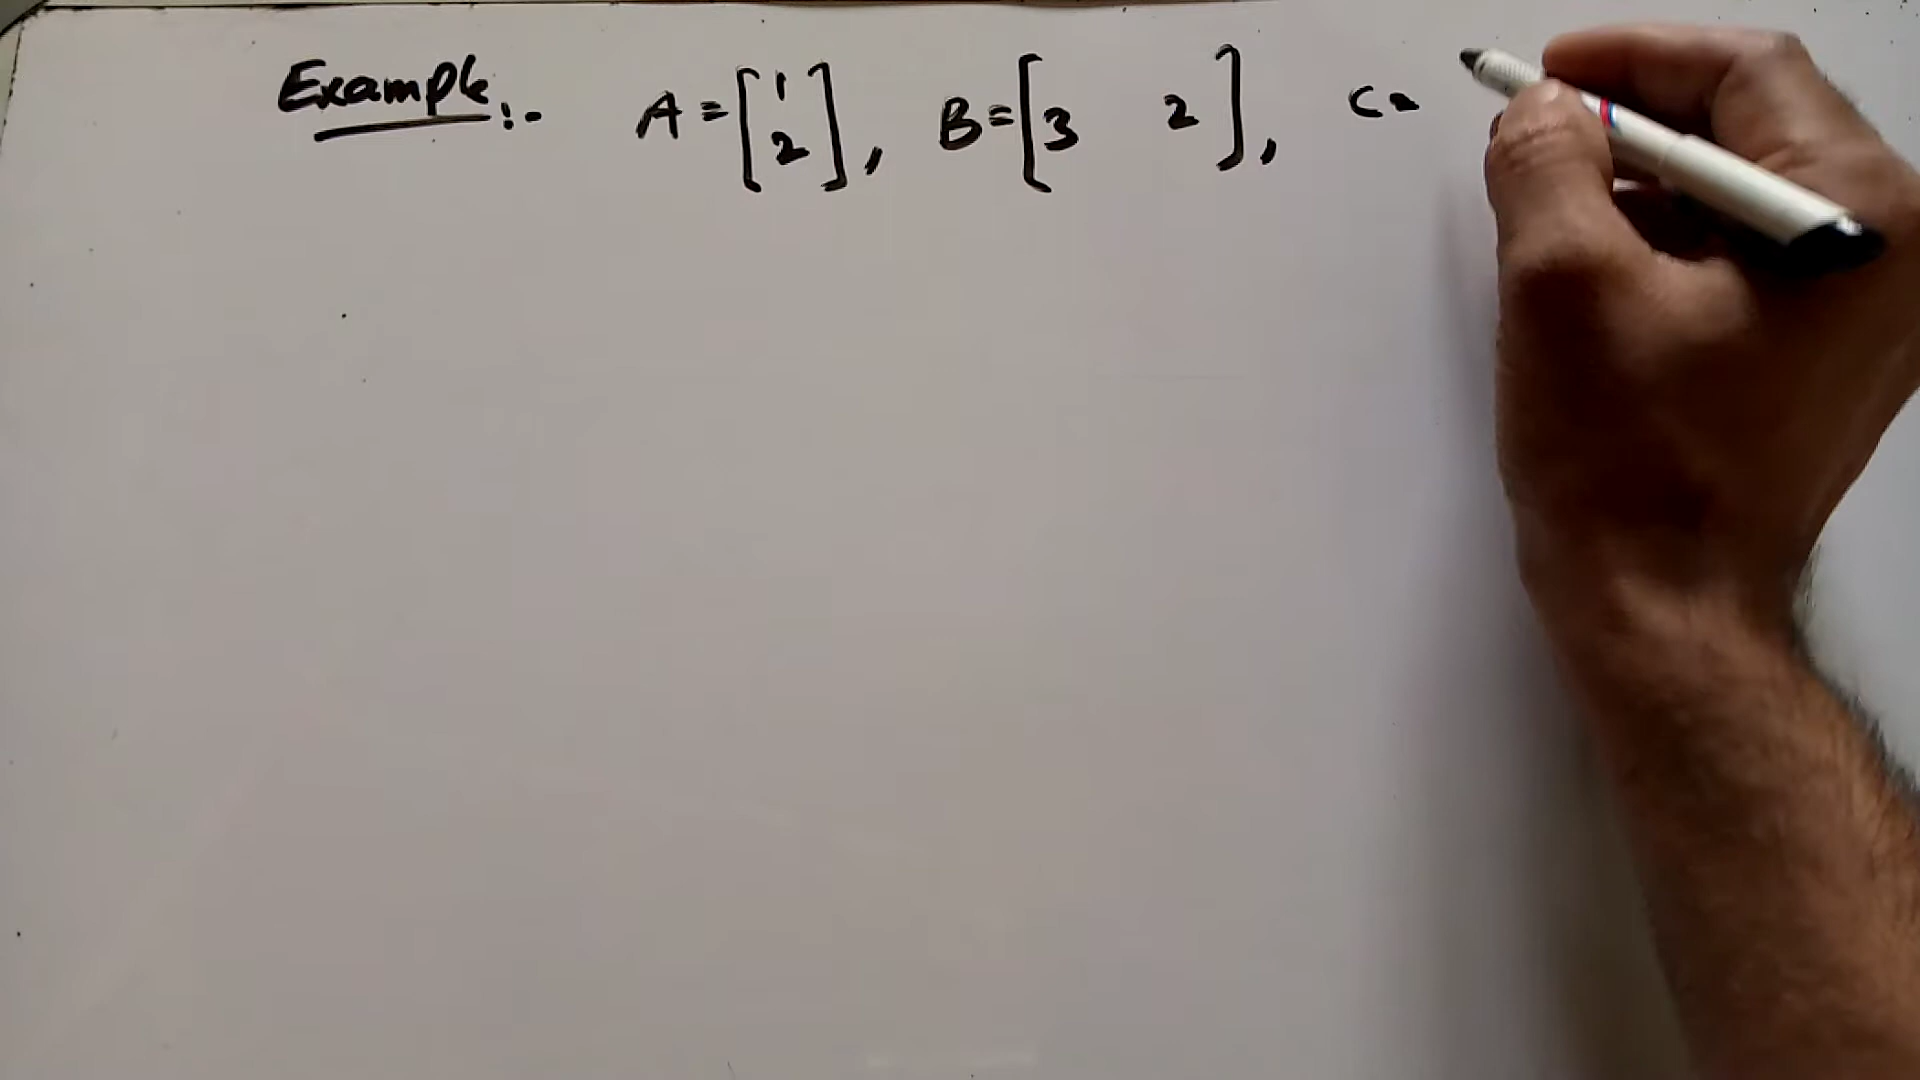 Example:- A = [1 2], B = [3 2], C =